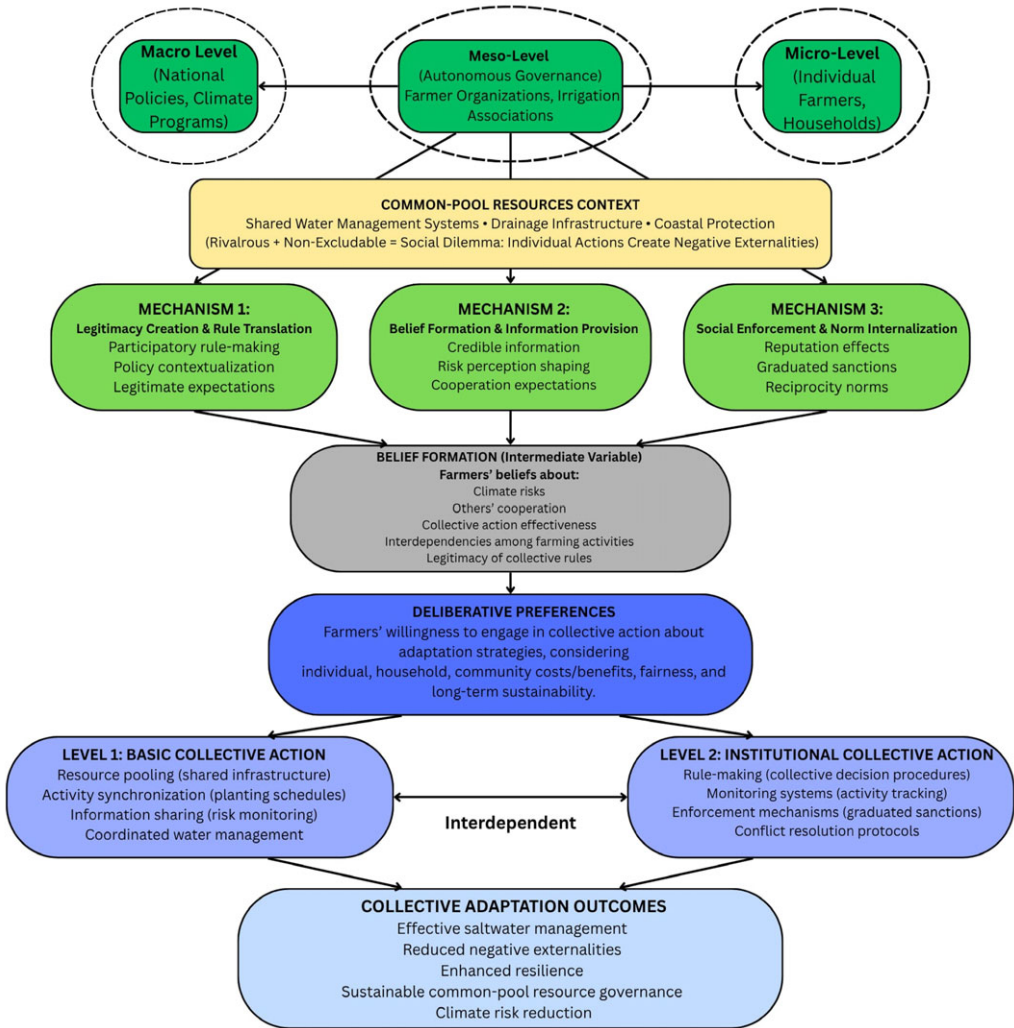 Macro Level
(National
Policies, Climate
Programs)
Meso-Level
(Autonomous Governance)
Farmer Organizations, Irrigation
Associations
Micro-Level
(Individual
Farmers,
Households)
COMMON-POOL RESOURCES CONTEXT
Shared Water Management Systems • Drainage Infrastructure • Coastal Protection
(Rivalrous + Non-Excludable = Social Dilemma: Individual Actions Create Negative Externalities)
MECHANISM 1:
Legitimacy Creation & Rule Translation
Participatory rule-making
Policy contextualization
Legitimate expectations
MECHANISM 2:
Belief Formation & Information Provision
Credible information
Risk perception shaping
Cooperation expectations
MECHANISM 3:
Social Enforcement & Norm Internalization
Reputation effects
Graduated sanctions
Reciprocity norms
BELIEF FORMATION (Intermediate Variable)
Farmers' beliefs about:
Climate risks
Others' cooperation
Collective action effectiveness
Interdependencies among farming activities
Legitimacy of collective rules
DELIBERATIVE PREFERENCES
Farmers' willingness to engage in collective action about
adaptation strategies, considering
individual, household, community costs/benefits, fairness, and
long-term sustainability.
LEVEL 1: BASIC COLLECTIVE ACTION
Resource pooling (shared infrastructure)
Activity synchronization (planting schedules)
Information sharing (risk monitoring)
Coordinated water management
Interdependent
LEVEL 2: INSTITUTIONAL COLLECTIVE ACTION
Rule-making (collective decision procedures)
Monitoring systems (activity tracking)
Enforcement mechanisms (graduated sanctions)
Conflict resolution protocols
COLLECTIVE ADAPTATION OUTCOMES
Effective saltwater management
Reduced negative externalities
Enhanced resilience
Sustainable common-pool resource governance
Climate risk reduction